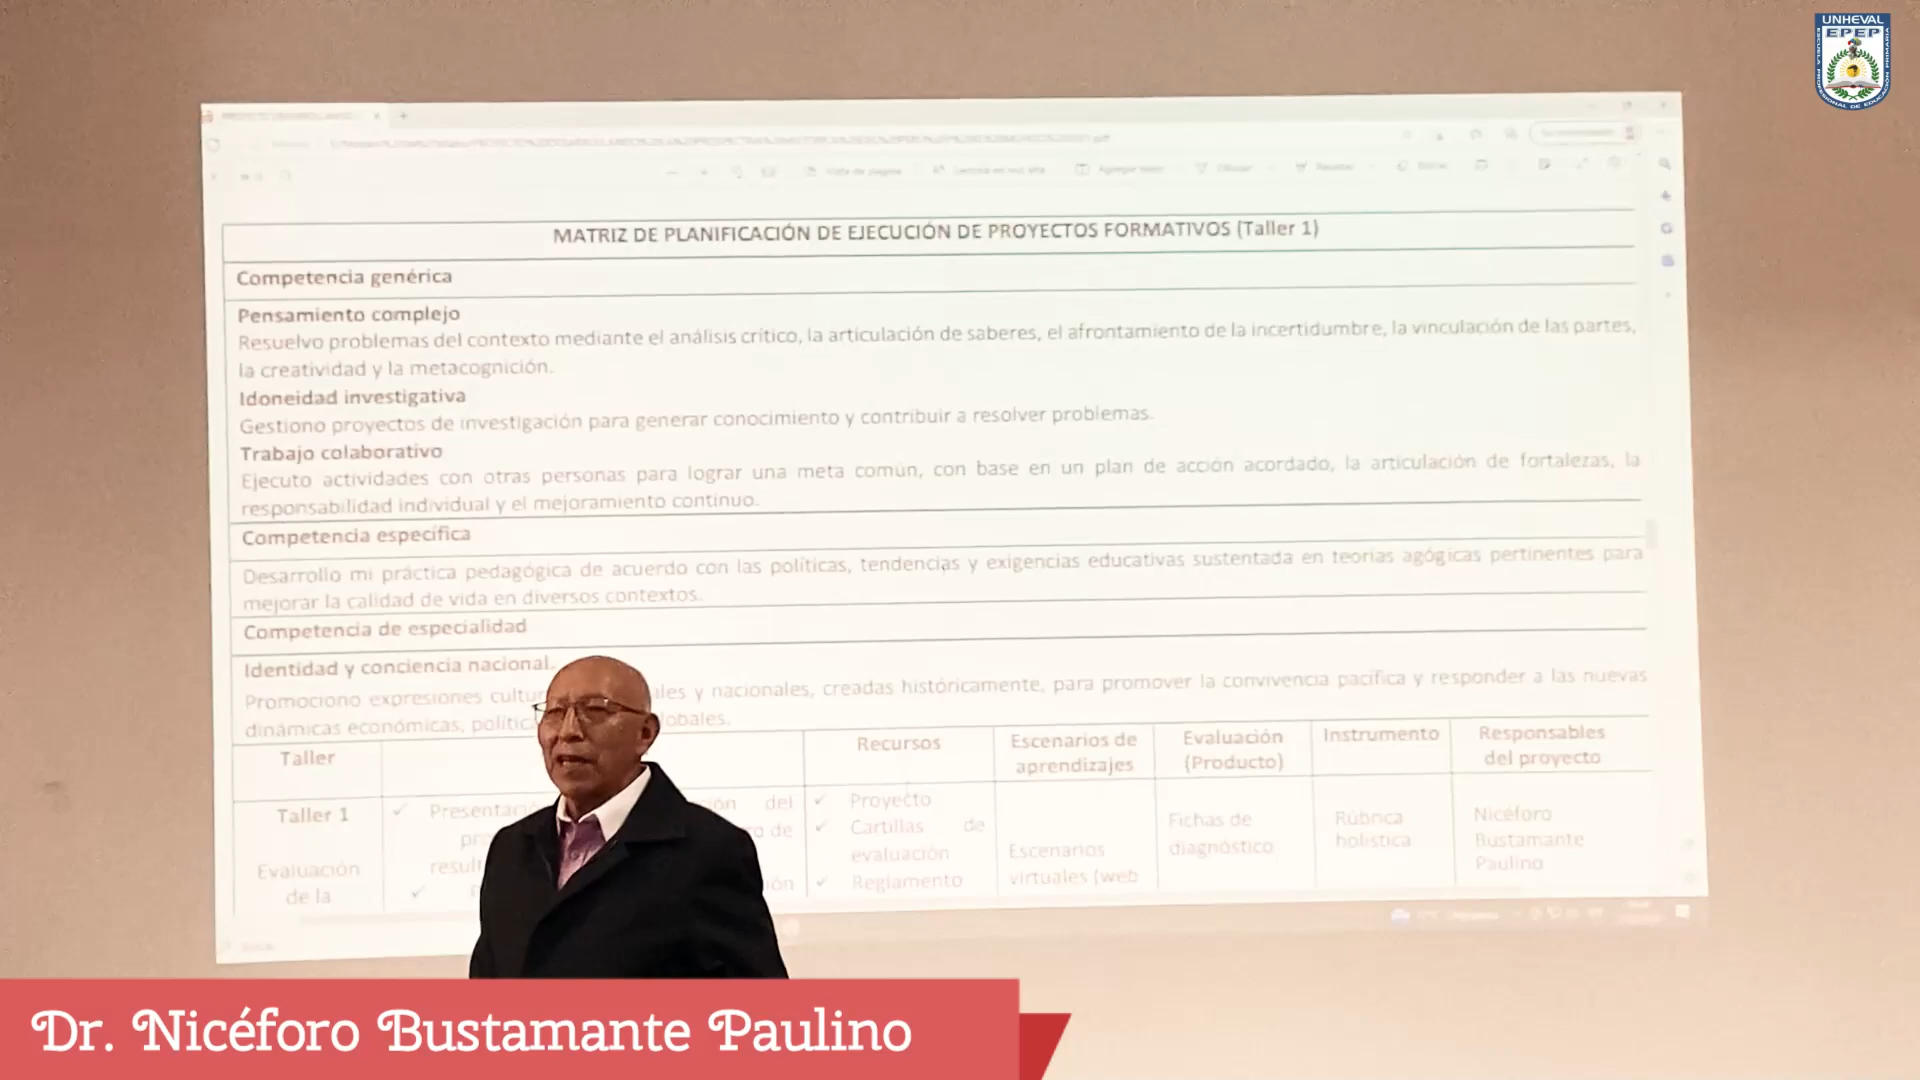 UNHEVAL
EPEP
ESCUELA PROFESIONAL DE EDUCACIÓN PRIMARIA
MATRIZ DE PLANIFICACIÓN DE EJECUCIÓN DE PROYECTOS FORMATIVOS (Taller 1)
Competencia genérica
Pensamiento complejo
Resuelvo problemas del contexto mediante el análisis crítico, la articulación de saberes, el afrontamiento de la incertidumbre, la vinculación de las partes,
la creatividad y la metacognición.
Idoneidad investigativa
Gestiono proyectos de investigación para generar conocimiento y contribuir a resolver problemas.
Trabajo colaborativo
Ejecuto actividades con otras personas para lograr una meta común, con base en un plan de acción acordado, la articulación de fortalezas, la
responsabilidad individual y el mejoramiento continuo.
Competencia específica
Desarrollo mi práctica pedagógica de acuerdo con las políticas, tendencias y exigencias educativas sustentada en teorías agógicas pertinentes para
mejorar la calidad de vida en diversos contextos.
Competencia de especialidad
Identidad y conciencia nacional.
Promociono expresiones y nacionales, creadas históricamente, para promover la convivencia pacífica y responder a las nuevas
dinámicas económicas,
Taller
Recursos
Escenarios de
aprendizajes
Evaluación
(Producto)
Instrumento
Responsables
del proyecto
Taller 1
Evaluación
de la
del
de
✓ Proyecto
✓ Cartillas de
evaluación
✓ Reglamento
Escenarios
virtuales (web
Fichas de
diagnóstico
Rúbrica
holística
Nicéforo
Bustamante
Paulino
Dr. Nicéforo Bustamante Paulino